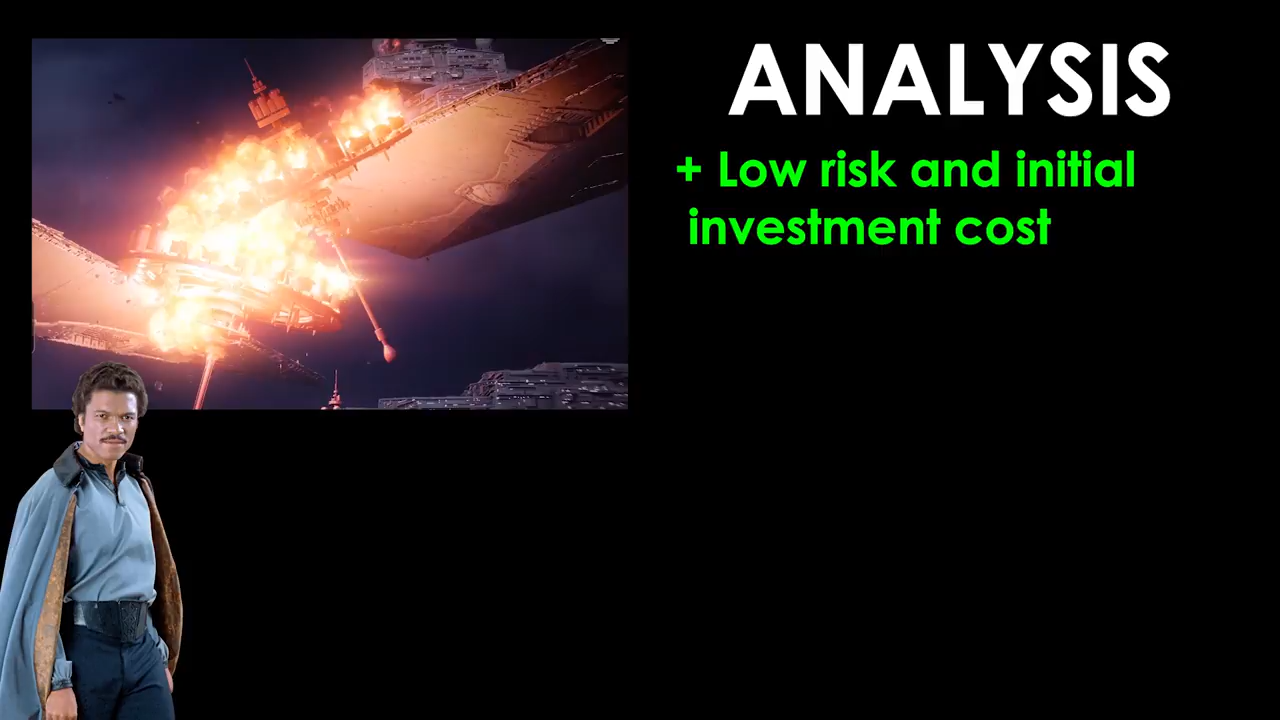 ANALYSIS
+ Low risk and initial
investment cost